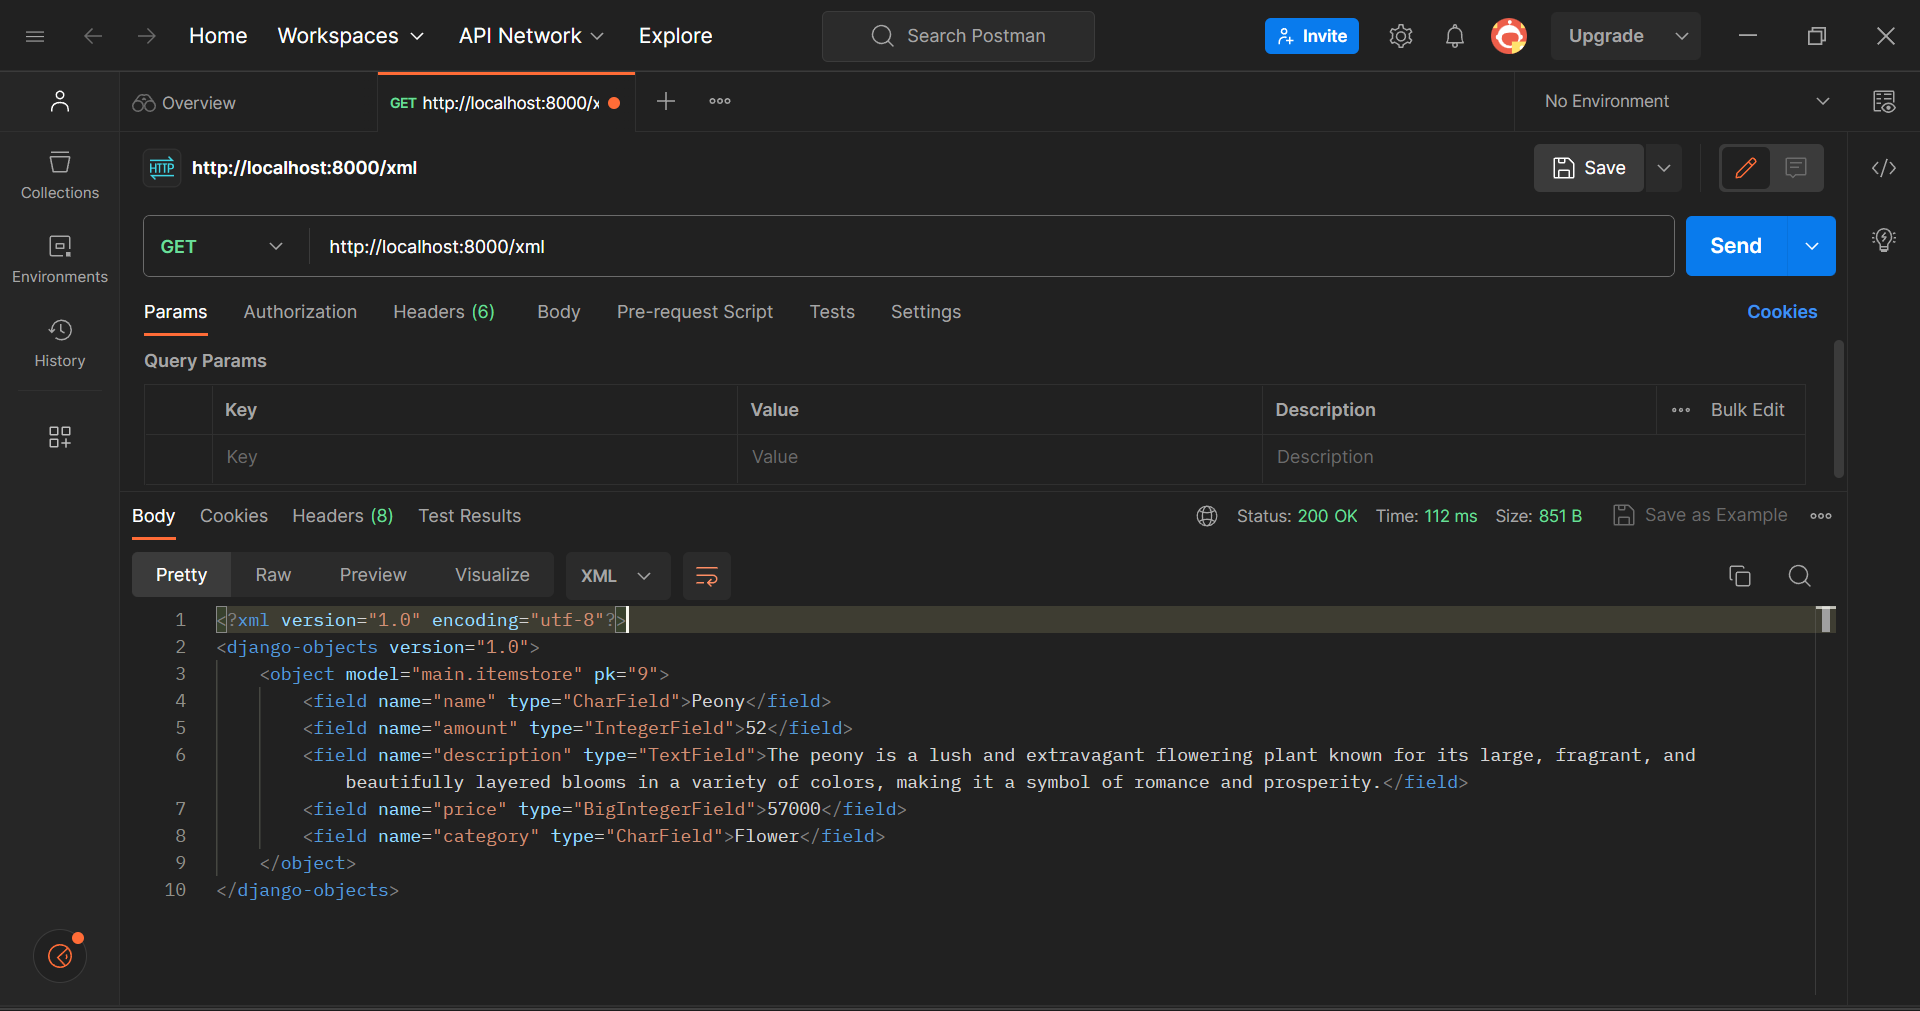 Home Workspaces API Network Explore Search Postman Invite Upgrade
Overview GET http://localhost:8000/x No Environment
HTTP http://localhost:8000/xml Save
Collections
GET http://localhost:8000/xml Send
Environments
Params Authorization Headers (6) Body Pre-request Script Tests Settings Cookies
History
Query Params
Key Value Description Bulk Edit
Key Value Description
Body Cookies Headers (8) Test Results Status: 200 OK Time: 112 ms Size: 851 B Save as Example
Pretty Raw Preview Visualize XML
1 <?xml version="1.0" encoding="utf-8"?>
2 <django-objects version="1.0">
3 <object model="main.itemstore" pk="9">
4 <field name="name" type="CharField">Peony</field>
5 <field name="amount" type="IntegerField">52</field>
6 <field name="description" type="TextField">The peony is a lush and extravagant flowering plant known for its large, fragrant, and
beautifully layered blooms in a variety of colors, making it a symbol of romance and prosperity.</field>
7 <field name="price" type="BigIntegerField">57000</field>
8 <field name="category" type="CharField">Flower</field>
9 </object>
10 </django-objects>